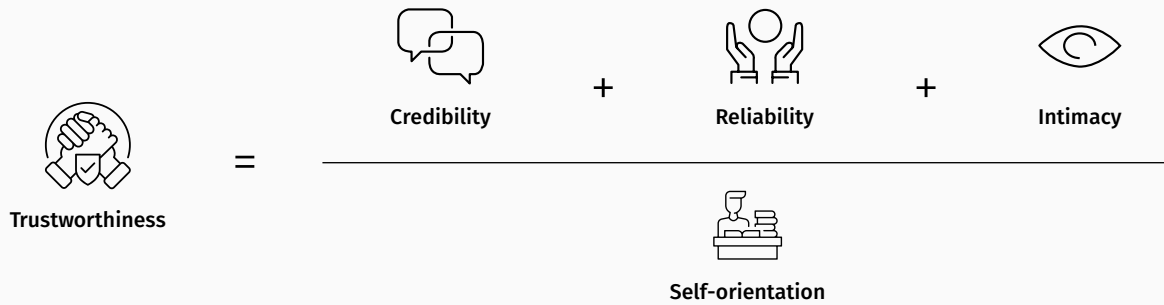 Credibility
+
Reliability
+
Intimacy
Trustworthiness
=
Self-orientation